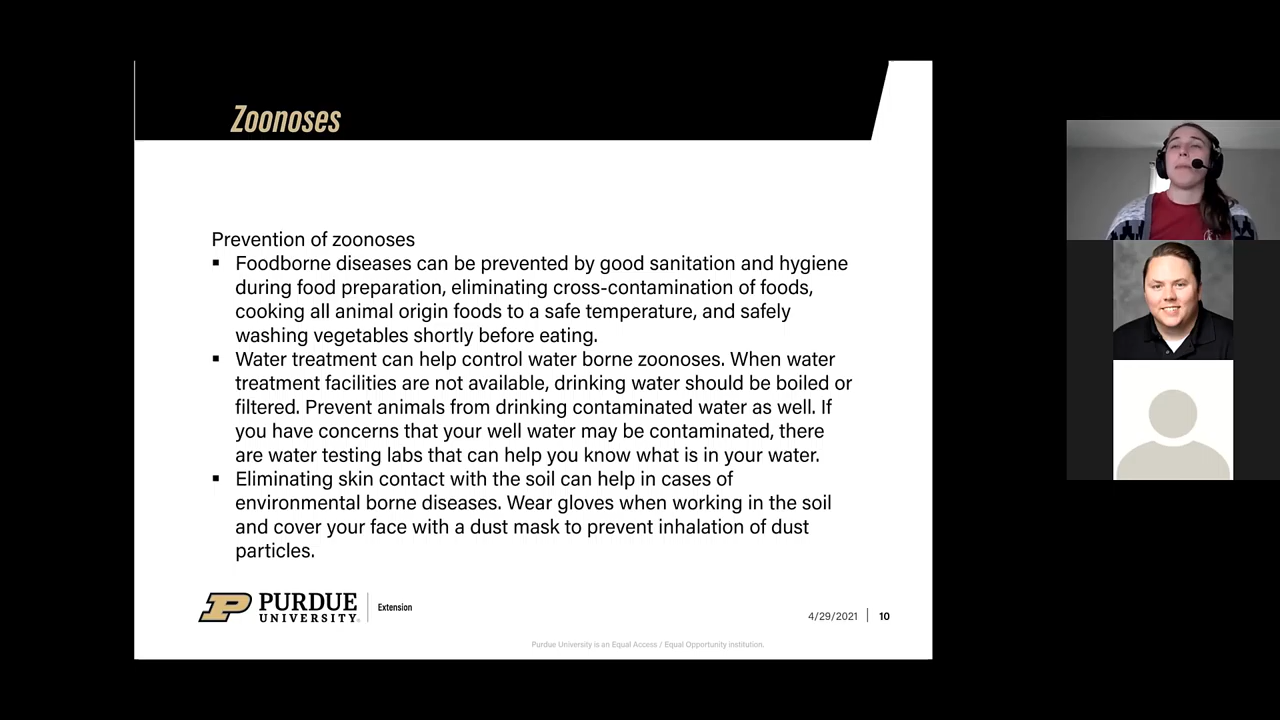 Zoonoses
Prevention of zoonoses
▪ Foodborne diseases can be prevented by good sanitation and hygiene
during food preparation, eliminating cross-contamination of foods,
cooking all animal origin foods to a safe temperature, and safely
washing vegetables shortly before eating.
▪ Water treatment can help control water borne zoonoses. When water
treatment facilities are not available, drinking water should be boiled or
filtered. Prevent animals from drinking contaminated water as well. If
you have concerns that your well water may be contaminated, there
are water testing labs that can help you know what is in your water.
▪ Eliminating skin contact with the soil can help in cases of
environmental borne diseases. Wear gloves when working in the soil
and cover your face with a dust mask to prevent inhalation of dust
particles.
P PURDUE UNIVERSITY® Extension
4/29/2021 | 10
Purdue University is an Equal Access / Equal Opportunity institution.